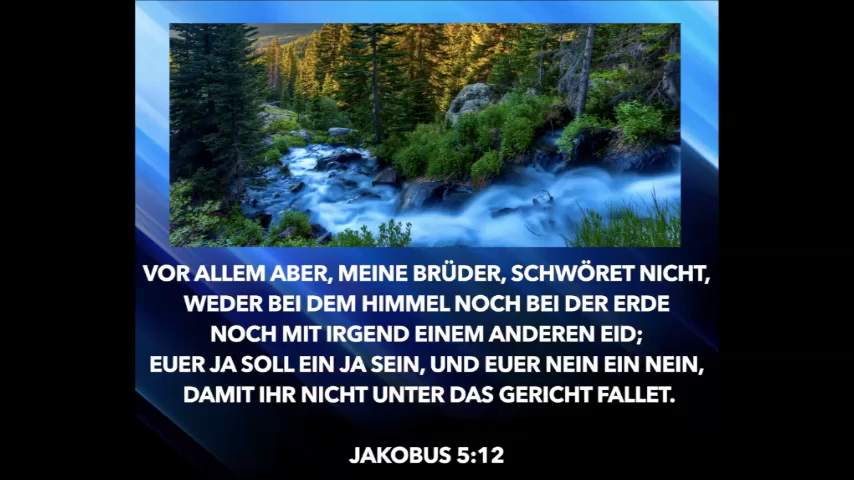 VOR ALLEM ABER, MEINE BRÜDER, SCHWÖRET NICHT,
WEDER BEI DEM HIMMEL NOCH BEI DER ERDE
NOCH MIT IRGEND EINEM ANDEREN EID;
EUER JA SOLL EIN JA SEIN, UND EUER NEIN EIN NEIN,
DAMIT IHR NICHT UNTER DAS GERICHT FALLET.
JAKOBUS 5:12